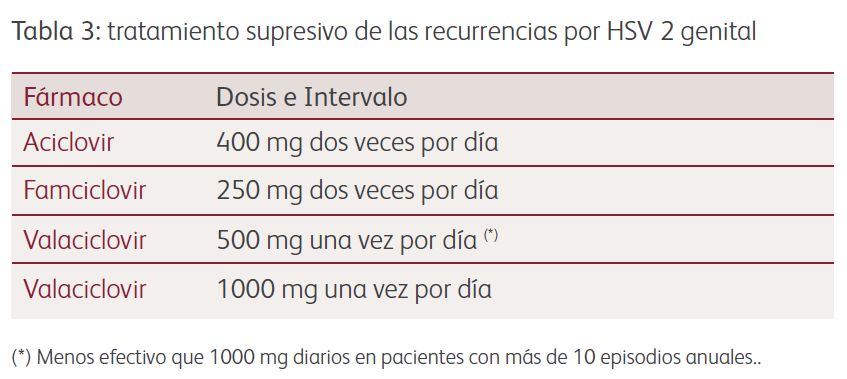 Tabla 3: tratamiento supresivo de las recurrencias por HSV 2 genital
Fármaco Dosis e Intervalo
Aciclovir 400 mg dos veces por día
Famciclovir 250 mg dos veces por día
Valaciclovir 500 mg una vez por día (*)
Valaciclovir 1000 mg una vez por día
(*) Menos efectivo que 1000 mg diarios en pacientes con más de 10 episodios anuales..